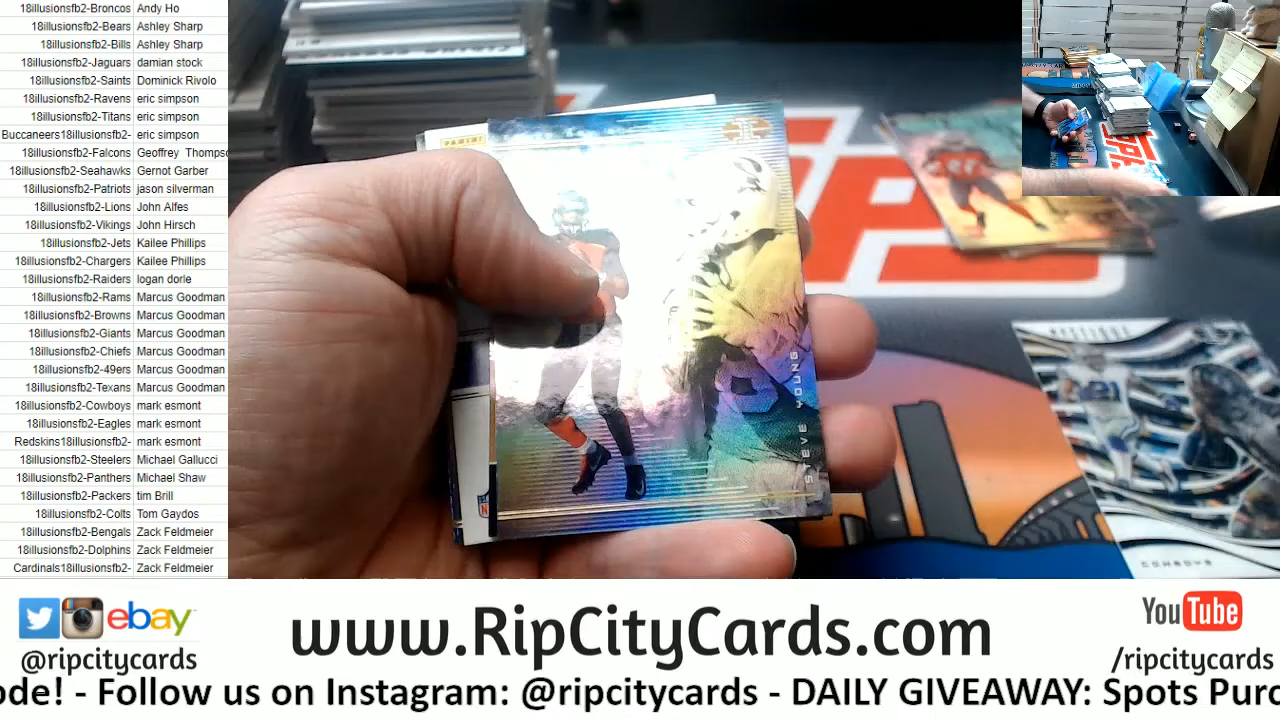 18illusionsfb2-Broncos Andy Ho
18illusionsfb2-Bears Ashley Sharp
18illusionsfb2-Bills Ashley Sharp
18illusionsfb2-Jaguars damian stock
18illusionsfb2-Saints Dominick Rivolo
18illusionsfb2-Ravens eric simpson
18illusionsfb2-Titans eric simpson
Buccaneers18illusionsfb2- eric simpson
18illusionsfb2-Falcons Geoffrey Thompsc
18illusionsfb2-Seahawks Gernot Garber
18illusionsfb2-Patriots jason silverman
18illusionsfb2-Lions John Alfes
18illusionsfb2-Vikings John Hirsch
18illusionsfb2-Jets Kailee Phillips
18illusionsfb2-Chargers Kailee Phillips
18illusionsfb2-Raiders logan dorle
18illusionsfb2-Rams Marcus Goodman
18illusionsfb2-Browns Marcus Goodman
18illusionsfb2-Giants Marcus Goodman
18illusionsfb2-Chiefs Marcus Goodman
18illusionsfb2-49ers Marcus Goodman
18illusionsfb2-Texans Marcus Goodman
18illusionsfb2-Cowboys mark esmont
18illusionsfb2-Eagles mark esmont
Redskins18illusionsfb2- mark esmont
18illusionsfb2-Steelers Michael Gallucci
18illusionsfb2-Panthers Michael Shaw
18illusionsfb2-Packers tim Brill
18illusionsfb2-Colts Tom Gaydos
18illusionsfb2-Bengals Zack Feldmeier
18illusionsfb2-Dolphins Zack Feldmeier
Cardinals18illusionsfb2- Zack Feldmeier
PANINI
STEVE YOUNG
NFL
COWBOYS
ebay
@ripcitycards
www.RipCityCards.com
YouTube
/ripcitycards
ode! - Follow us on Instagram: @ripcitycards - DAILY GIVEAWAY: Spots Purc